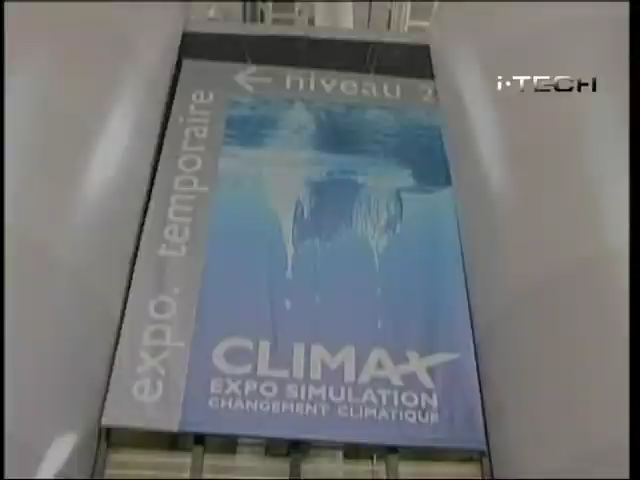 i·TECH
← niveau 2
expo. temporaire
CLIMAX
EXPO SIMULATION
CHANGEMENT CLIMATIQUE